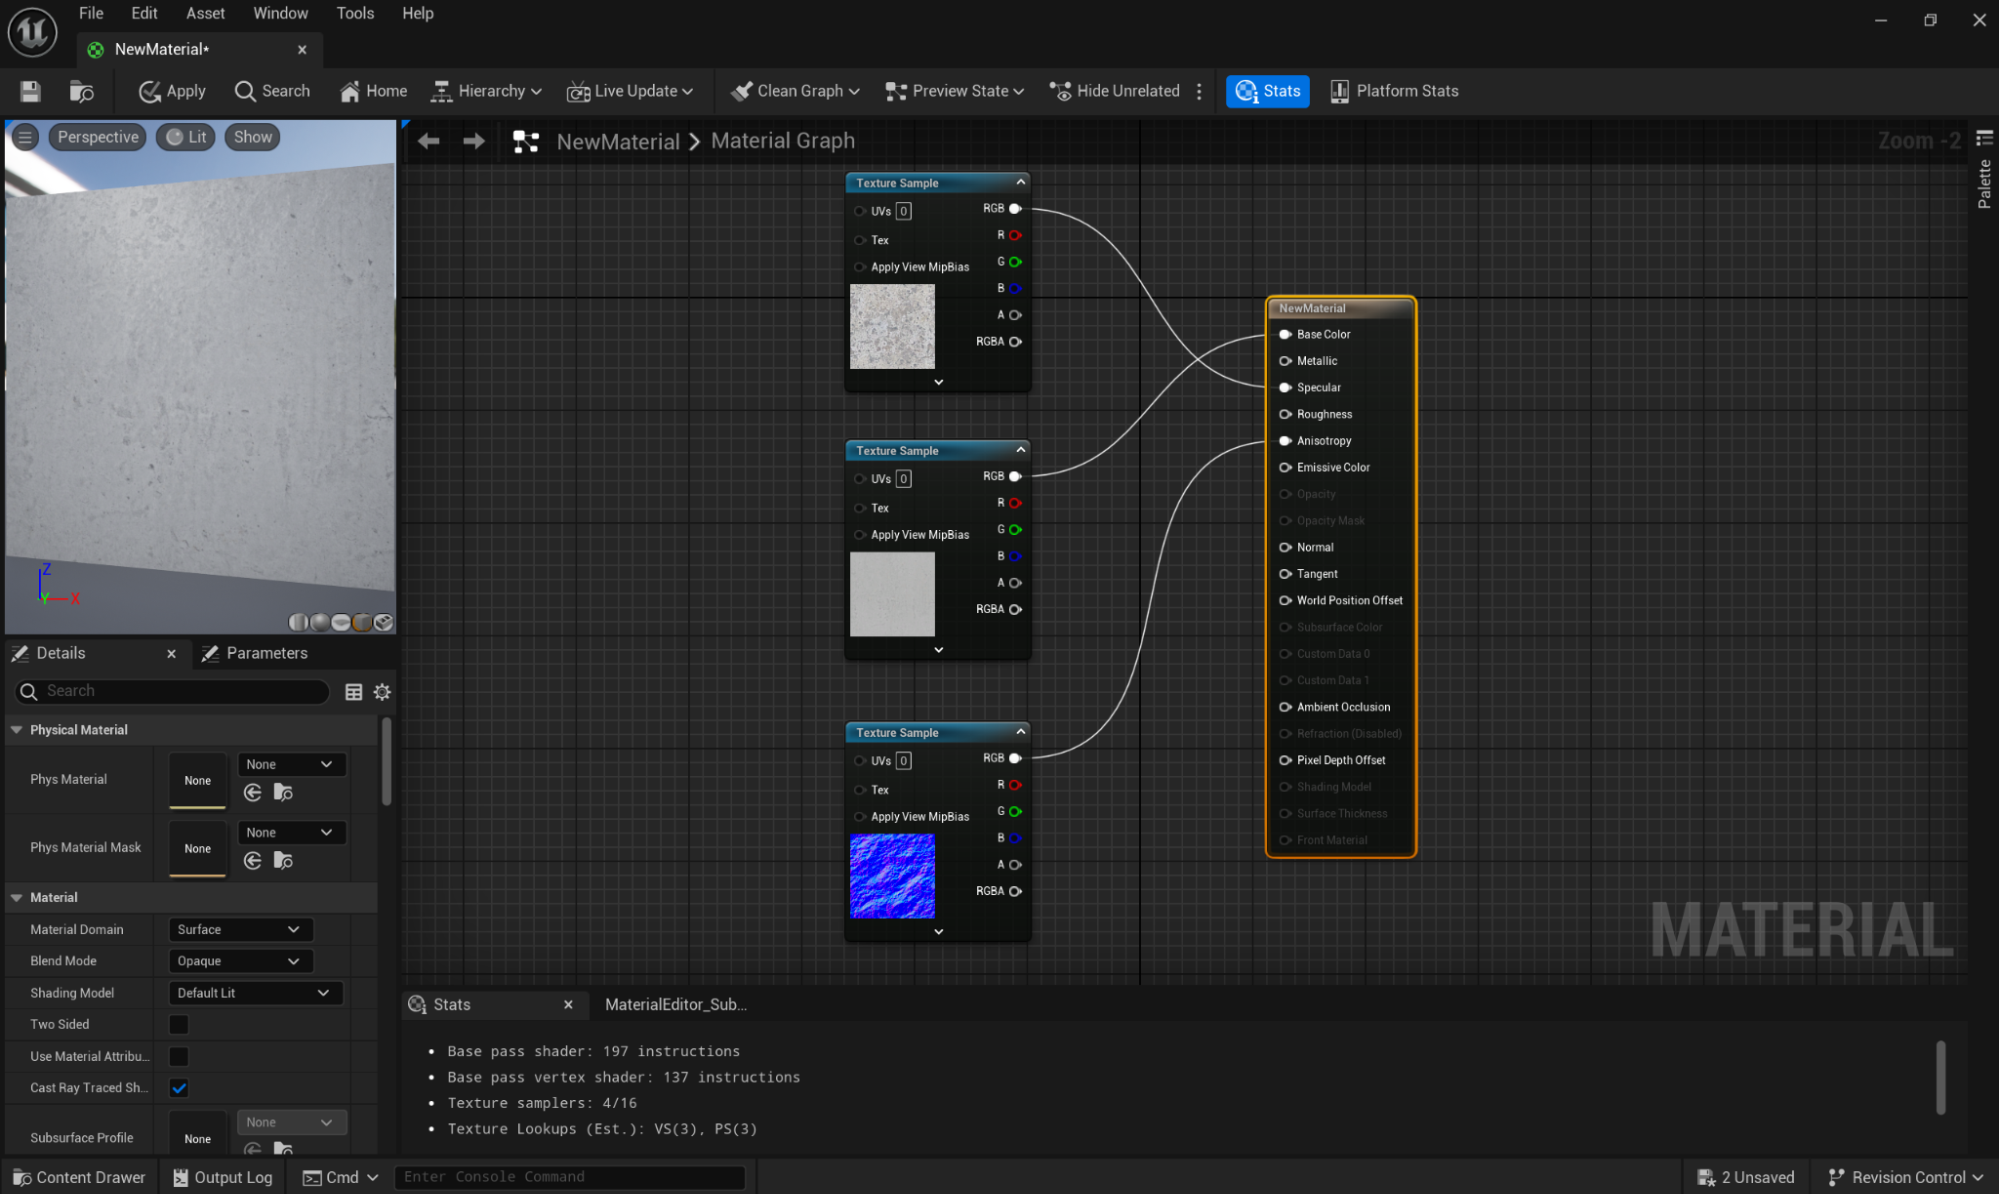 File Edit Asset Window Tools Help
NewMaterial*
Apply Search Home Hierarchy Live Update Clean Graph Preview State Hide Unrelated Stats Platform Stats
Perspective Lit Show
NewMaterial > Material Graph
Zoom -2
Palette
Texture Sample
UVs 0 RGB
R
Tex
G
Apply View MipBias
B
A
RGBA
Texture Sample
UVs 0 RGB
R
Tex
G
Apply View MipBias
B
A
RGBA
Texture Sample
UVs 0 RGB
R
Tex
G
Apply View MipBias
B
A
RGBA
NewMaterial
Base Color
Metallic
Specular
Roughness
Anisotropy
Emissive Color
Opacity
Opacity Mask
Normal
Tangent
World Position Offset
Subsurface Color
Custom Data 0
Custom Data 1
Ambient Occlusion
Refraction (Disabled)
Pixel Depth Offset
Shading Model
Surface Thickness
Front Material
MATERIAL
Z
Y X
Details Parameters
Search
Physical Material
Phys Material None None
Phys Material Mask None None
Material
Material Domain Surface
Blend Mode Opaque
Shading Model Default Lit
Two Sided
Use Material Attribu...
Cast Ray Traced Sh...
Subsurface Profile None None
Stats MaterialEditor_Sub...
• Base pass shader: 197 instructions
• Base pass vertex shader: 137 instructions
• Texture samplers: 4/16
• Texture Lookups (Est.): VS(3), PS(3)
Content Drawer Output Log Cmd Enter Console Command 2 Unsaved Revision Control